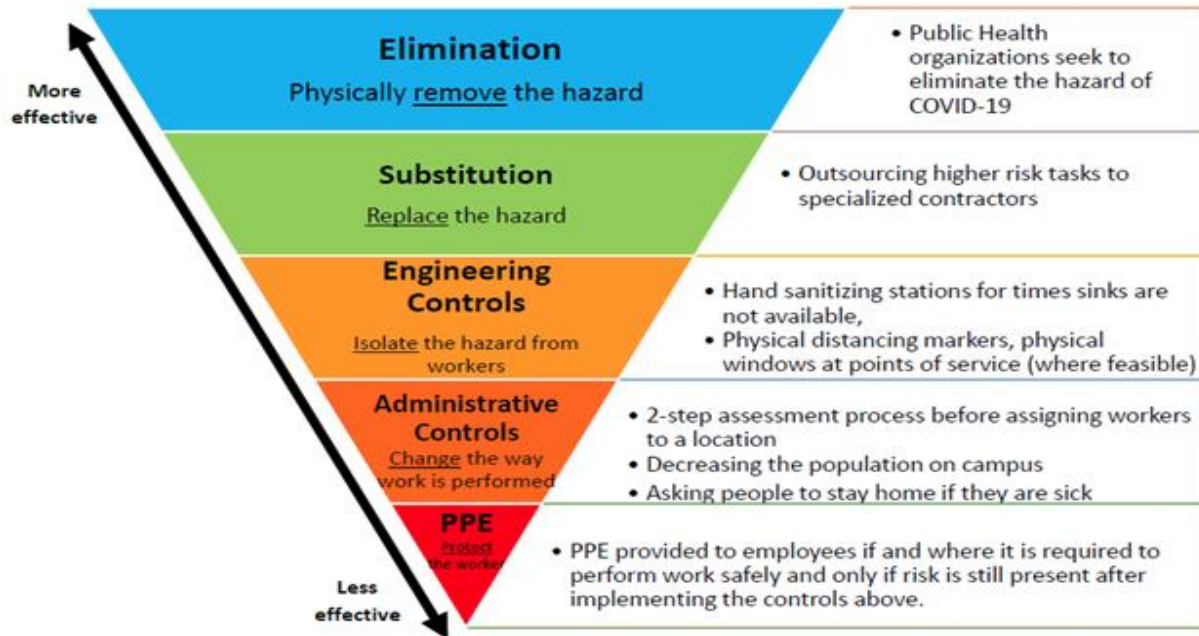 Elimination
Physically remove the hazard
• Public Health
organizations seek to
eliminate the hazard of
COVID-19
More
effective
Substitution
Replace the hazard
• Outsourcing higher risk tasks to
specialized contractors
Engineering
Controls
Isolate the hazard from
workers
• Hand sanitizing stations for times sinks are
not available,
• Physical distancing markers, physical
windows at points of service (where feasible)
Administrative
Controls
Change the way
work is performed
• 2-step assessment process before assigning workers
to a location
• Decreasing the population on campus
• Asking people to stay home if they are sick
PPE
Protect
the worker
• PPE provided to employees if and where it is required to
perform work safely and only if risk is still present after
implementing the controls above.
Less
effective